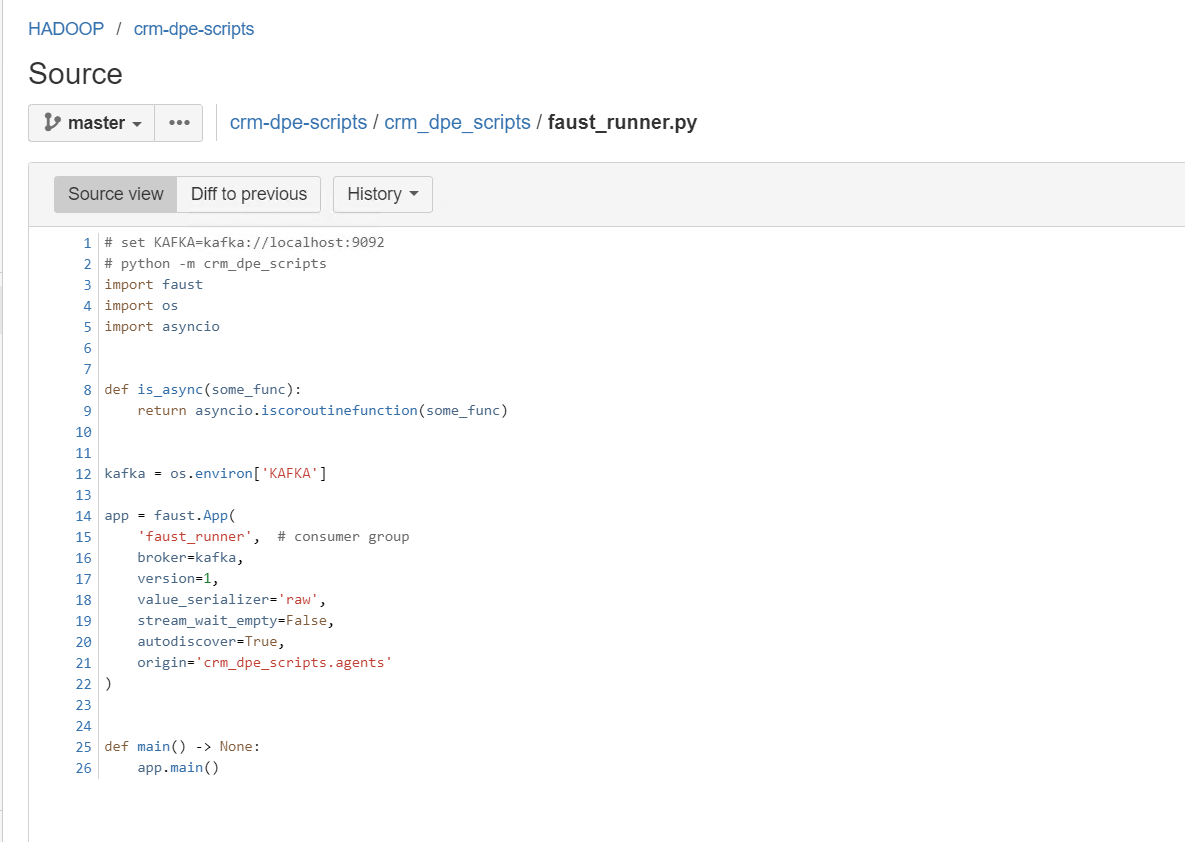 HADOOP / crm-dpe-scripts
Source
master ••• crm-dpe-scripts / crm_dpe_scripts / faust_runner.py
Source view Diff to previous History
1 # set KAFKA=kafka://localhost:9092
2 # python -m crm_dpe_scripts
3 import faust
4 import os
5 import asyncio
6
7
8 def is_async(some_func):
9     return asyncio.iscoroutinefunction(some_func)
10
11
12 kafka = os.environ['KAFKA']
13
14 app = faust.App(
15     'faust_runner',  # consumer group
16     broker=kafka,
17     version=1,
18     value_serializer='raw',
19     stream_wait_empty=False,
20     autodiscover=True,
21     origin='crm_dpe_scripts.agents'
22 )
23
24
25 def main() -> None:
26     app.main()